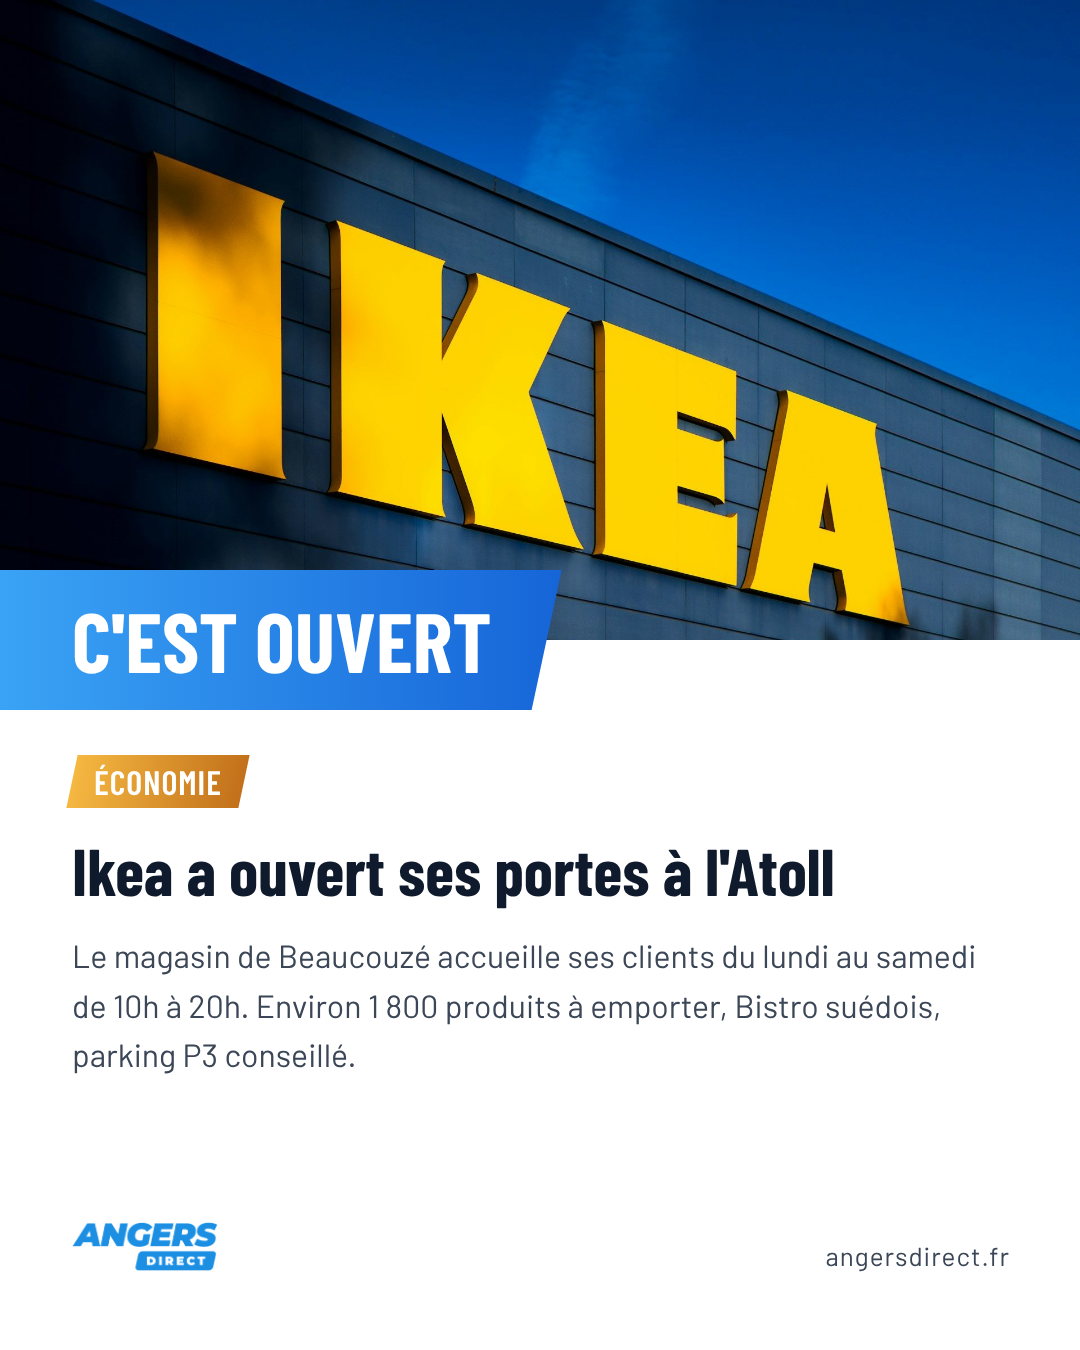 IKEA
C'EST OUVERT
ÉCONOMIE
Ikea a ouvert ses portes à l'Atoll
Le magasin de Beaucouzé accueille ses clients du lundi au samedi
de 10h à 20h. Environ 1 800 produits à emporter, Bistro suédois,
parking P3 conseillé.
ANGERS
DIRECT
angersdirect.fr